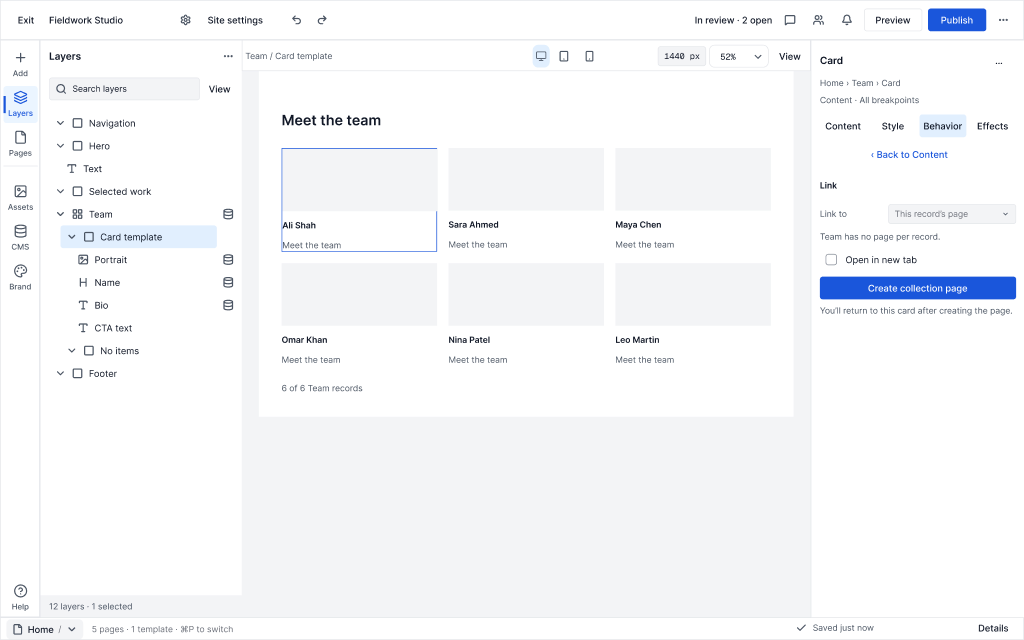 Exit Fieldwork Studio Site settings In review · 2 open Preview Publish ...
Add
Layers
Pages
Assets
CMS
Brand
Help
Layers ...
Search layers View
Navigation
Hero
Text
Selected work
Team
Card template
Portrait
Name
Bio
CTA text
No items
Footer
12 layers · 1 selected
Team / Card template 1440 px 52% View
Meet the team
Ali Shah Sara Ahmed Maya Chen
Meet the team Meet the team Meet the team
Omar Khan Nina Patel Leo Martin
Meet the team Meet the team Meet the team
6 of 6 Team records
Card ...
Home › Team › Card
Content · All breakpoints
Content Style Behavior Effects
‹ Back to Content
Link
Link to This record's page
Team has no page per record.
Open in new tab
Create collection page
You'll return to this card after creating the page.
Home / 5 pages · 1 template · ⌘P to switch Saved just now Details